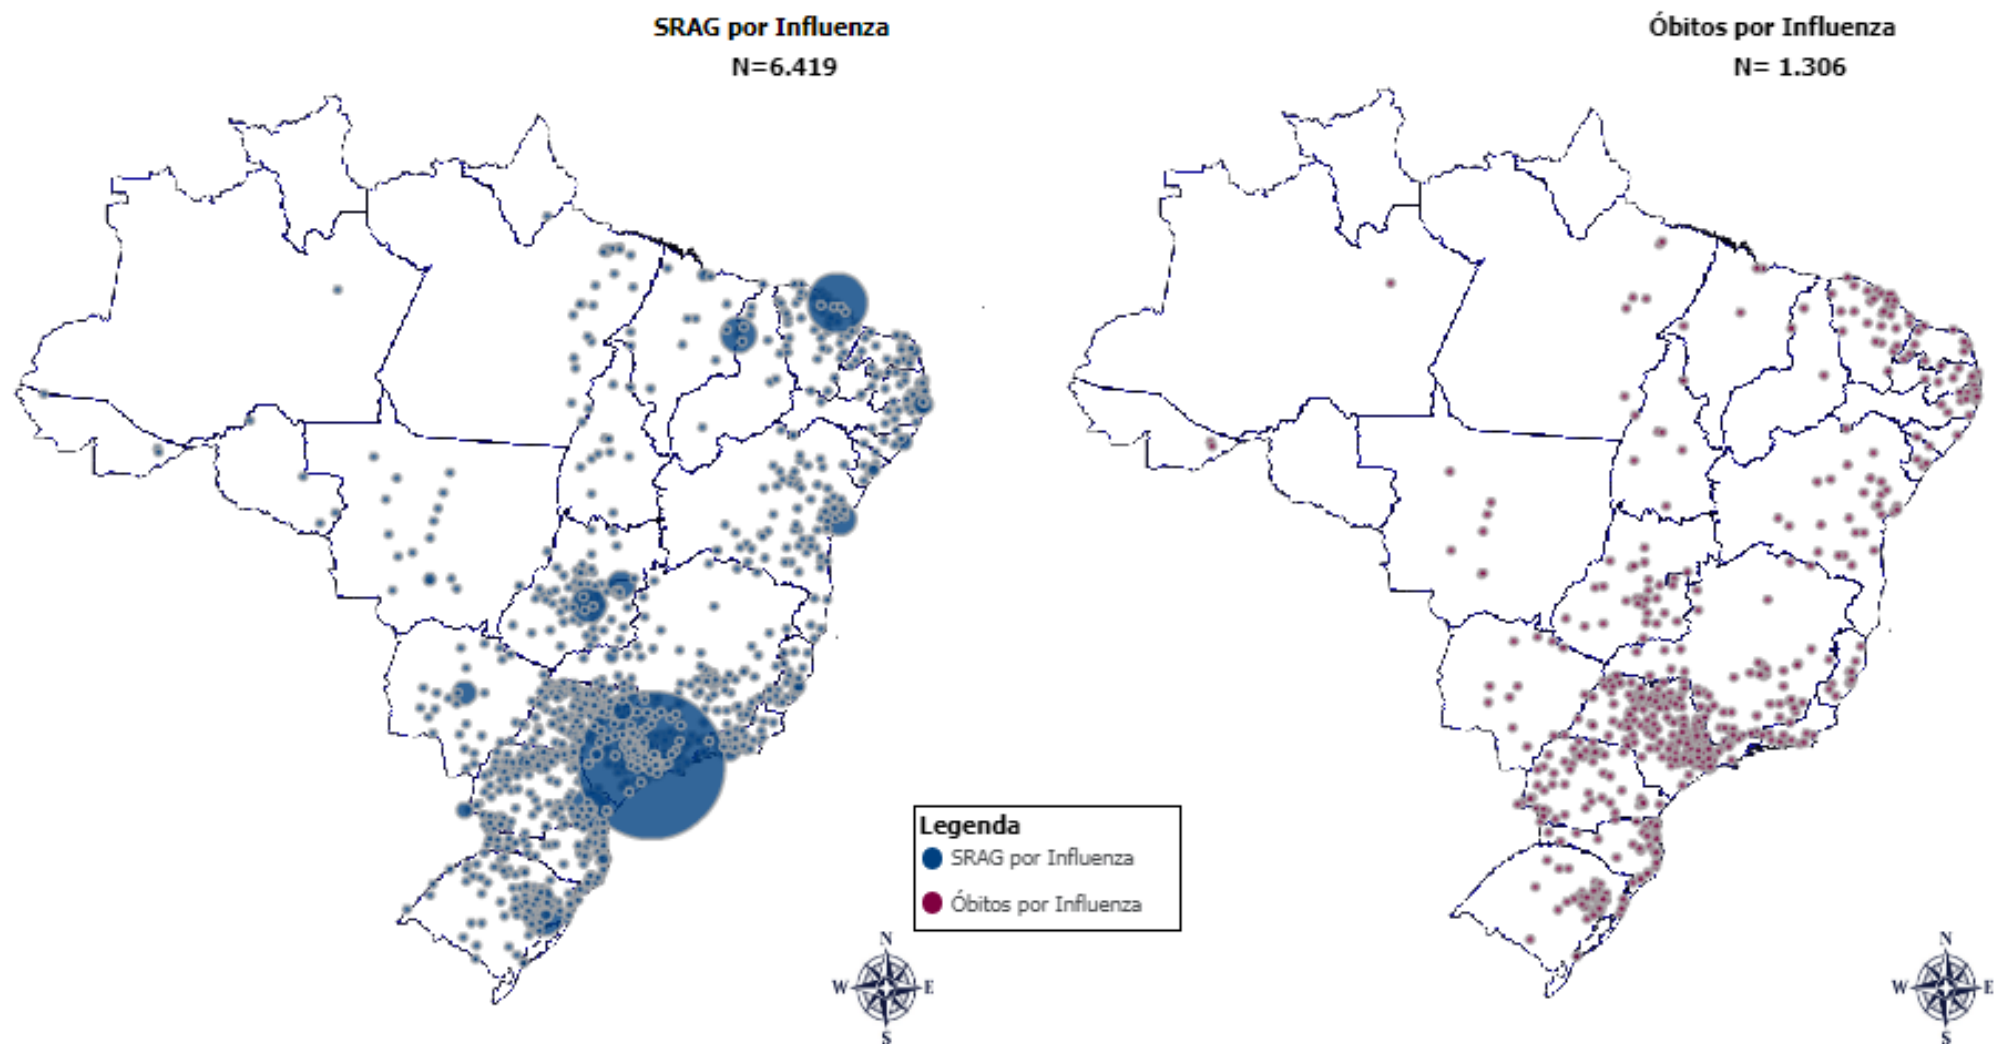 SRAG por Influenza
N=6.419
Óbitos por Influenza
N= 1.306
Legenda
SRAG por Influenza
Óbitos por Influenza
N
W E
S
N
W E
S